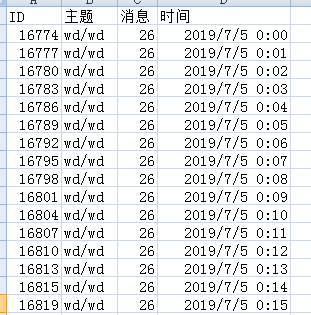 ID 主题 消息 时间
16774 wd/wd 26 2019/7/5 0:00
16777 wd/wd 26 2019/7/5 0:01
16780 wd/wd 26 2019/7/5 0:02
16783 wd/wd 26 2019/7/5 0:03
16786 wd/wd 26 2019/7/5 0:04
16789 wd/wd 26 2019/7/5 0:05
16792 wd/wd 26 2019/7/5 0:06
16795 wd/wd 26 2019/7/5 0:07
16798 wd/wd 26 2019/7/5 0:08
16801 wd/wd 26 2019/7/5 0:09
16804 wd/wd 26 2019/7/5 0:10
16807 wd/wd 26 2019/7/5 0:11
16810 wd/wd 26 2019/7/5 0:12
16813 wd/wd 26 2019/7/5 0:13
16815 wd/wd 26 2019/7/5 0:14
16819 wd/wd 26 2019/7/5 0:15